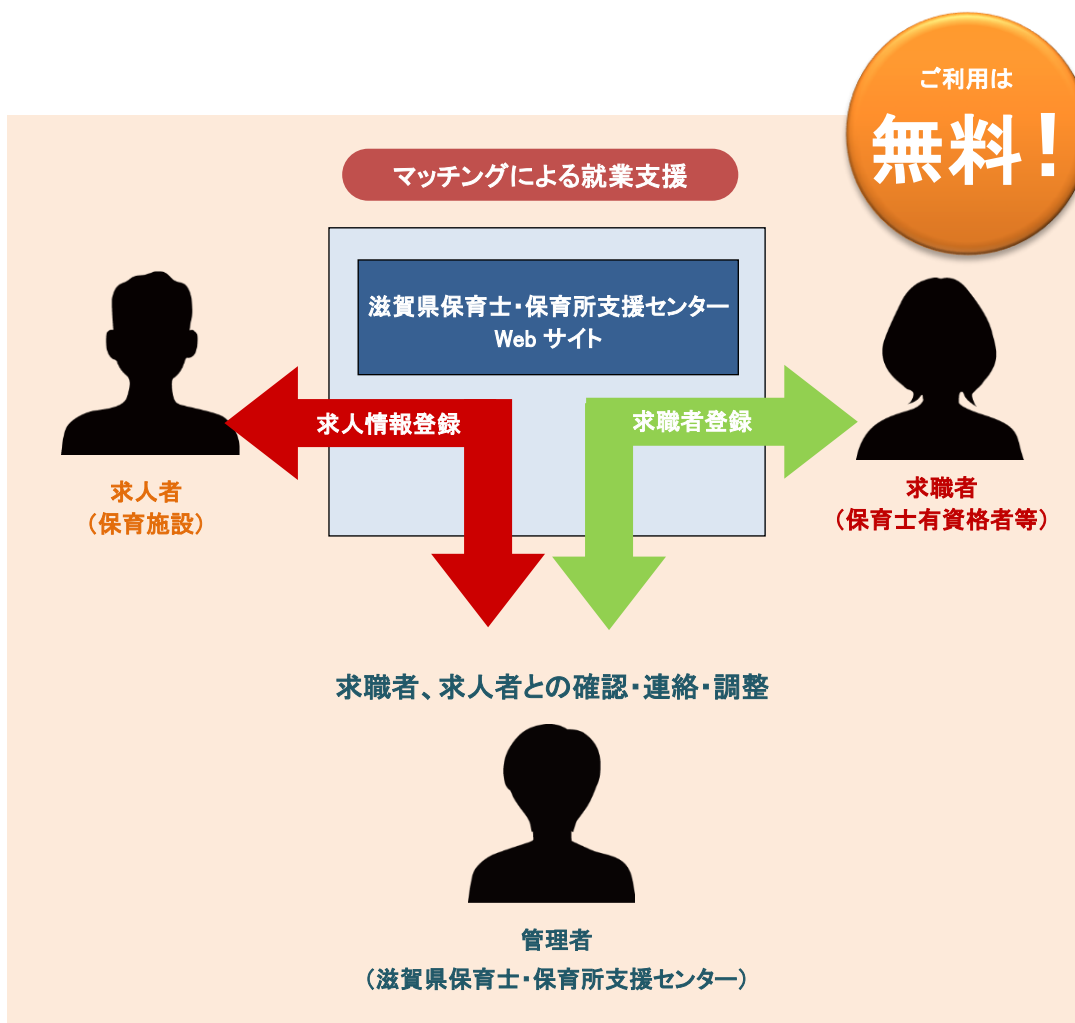 ご利用は
無料!
マッチングによる就業支援
滋賀県保育士・保育所支援センター
Web サイト
求人情報登録
求職者登録
求人者
（保育施設）
求職者
（保育士有資格者等）
求職者、求人者との確認・連絡・調整
管理者
（滋賀県保育士・保育所支援センター）